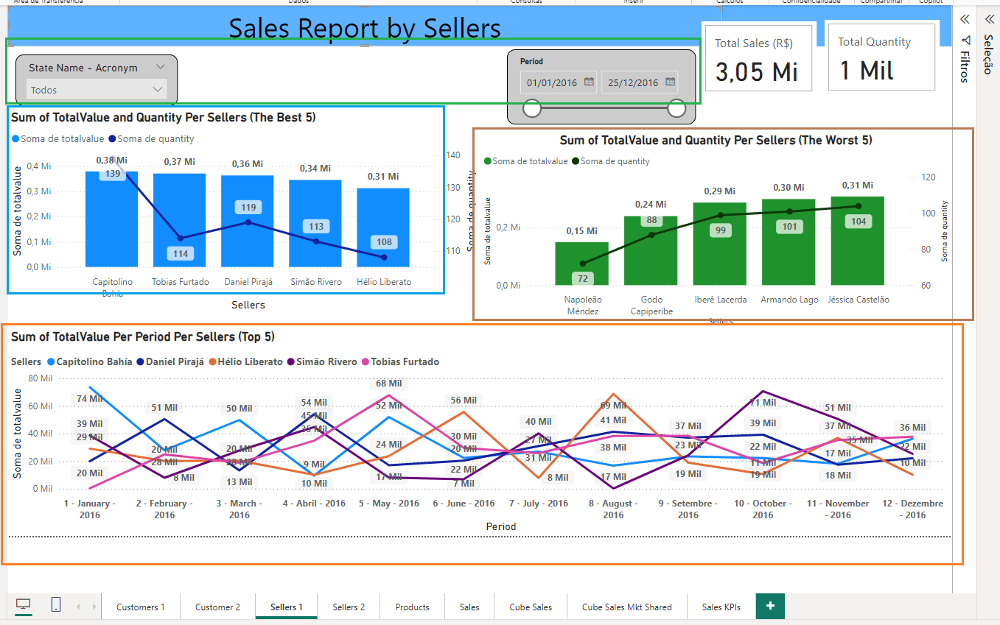 Área de Transferência Dados Consultas Inserir Cálculos Confidencialidade Compartilhar Copilot
Sales Report by Sellers
State Name - Acronym
Todos
Period
01/01/2016 25/12/2016
Total Sales (R$)
3,05 Mi
Total Quantity
1 Mil
Filtros
Seleção
Sum of TotalValue and Quantity Per Sellers (The Best 5)
Soma de totalvalue Soma de quantity
Soma de totalvalue
0,4 Mi
0,3 Mi
0,2 Mi
0,1 Mi
0,0 Mi
0,38 Mi 0,37 Mi 0,36 Mi 0,34 Mi 0,31 Mi
139 114 119 113 108
140
130
120
110
Soma de quantity
Capitolino Bahía Tobias Furtado Daniel Pirajá Simão Rivero Hélio Liberato
Sellers
Sum of TotalValue and Quantity Per Sellers (The Worst 5)
Soma de totalvalue Soma de quantity
Soma de totalvalue
0,2 Mi
0,0 Mi
0,15 Mi 0,24 Mi 0,29 Mi 0,30 Mi 0,31 Mi
72 88 99 101 104
120
100
80
60
Soma de quantity
Napoleão Méndez Godo Capiperibe Iberê Lacerda Armando Lago Jéssica Castelão
Sellers
Sum of TotalValue Per Period Per Sellers (Top 5)
Sellers Capitolino Bahía Daniel Pirajá Hélio Liberato Simão Rivero Tobias Furtado
Soma de totalvalue
80 Mil
60 Mil
40 Mil
20 Mil
0 Mil
74 Mil 39 Mil 29 Mil 20 Mil
51 Mil 20 Mil 28 Mil 8 Mil
50 Mil 20 Mil 13 Mil
54 Mil 45 Mil 35 Mil 9 Mil 10 Mil
68 Mil 52 Mil 24 Mil 17 Mil
56 Mil 30 Mil 20 Mil 22 Mil 7 Mil
40 Mil 27 Mil 31 Mil 8 Mil
69 Mil 41 Mil 38 Mil 17 Mil
37 Mil 23 Mil 19 Mil
71 Mil 39 Mil 22 Mil 11 Mil 19 Mil
51 Mil 37 Mil 35 Mil 17 Mil 18 Mil
36 Mil 22 Mil 10 Mil
1 - January - 2016 2 - February - 2016 3 - March - 2016 4 - Abril - 2016 5 - May - 2016 6 - June - 2016 7 - July - 2016 8 - August - 2016 9 - Setembre - 2016 10 - October - 2016 11 - November - 2016 12 - Dezembre - 2016
Period
Customers 1 Customer 2 Sellers 1 Sellers 2 Products Sales Cube Sales Cube Sales Mkt Shared Sales KPIs +